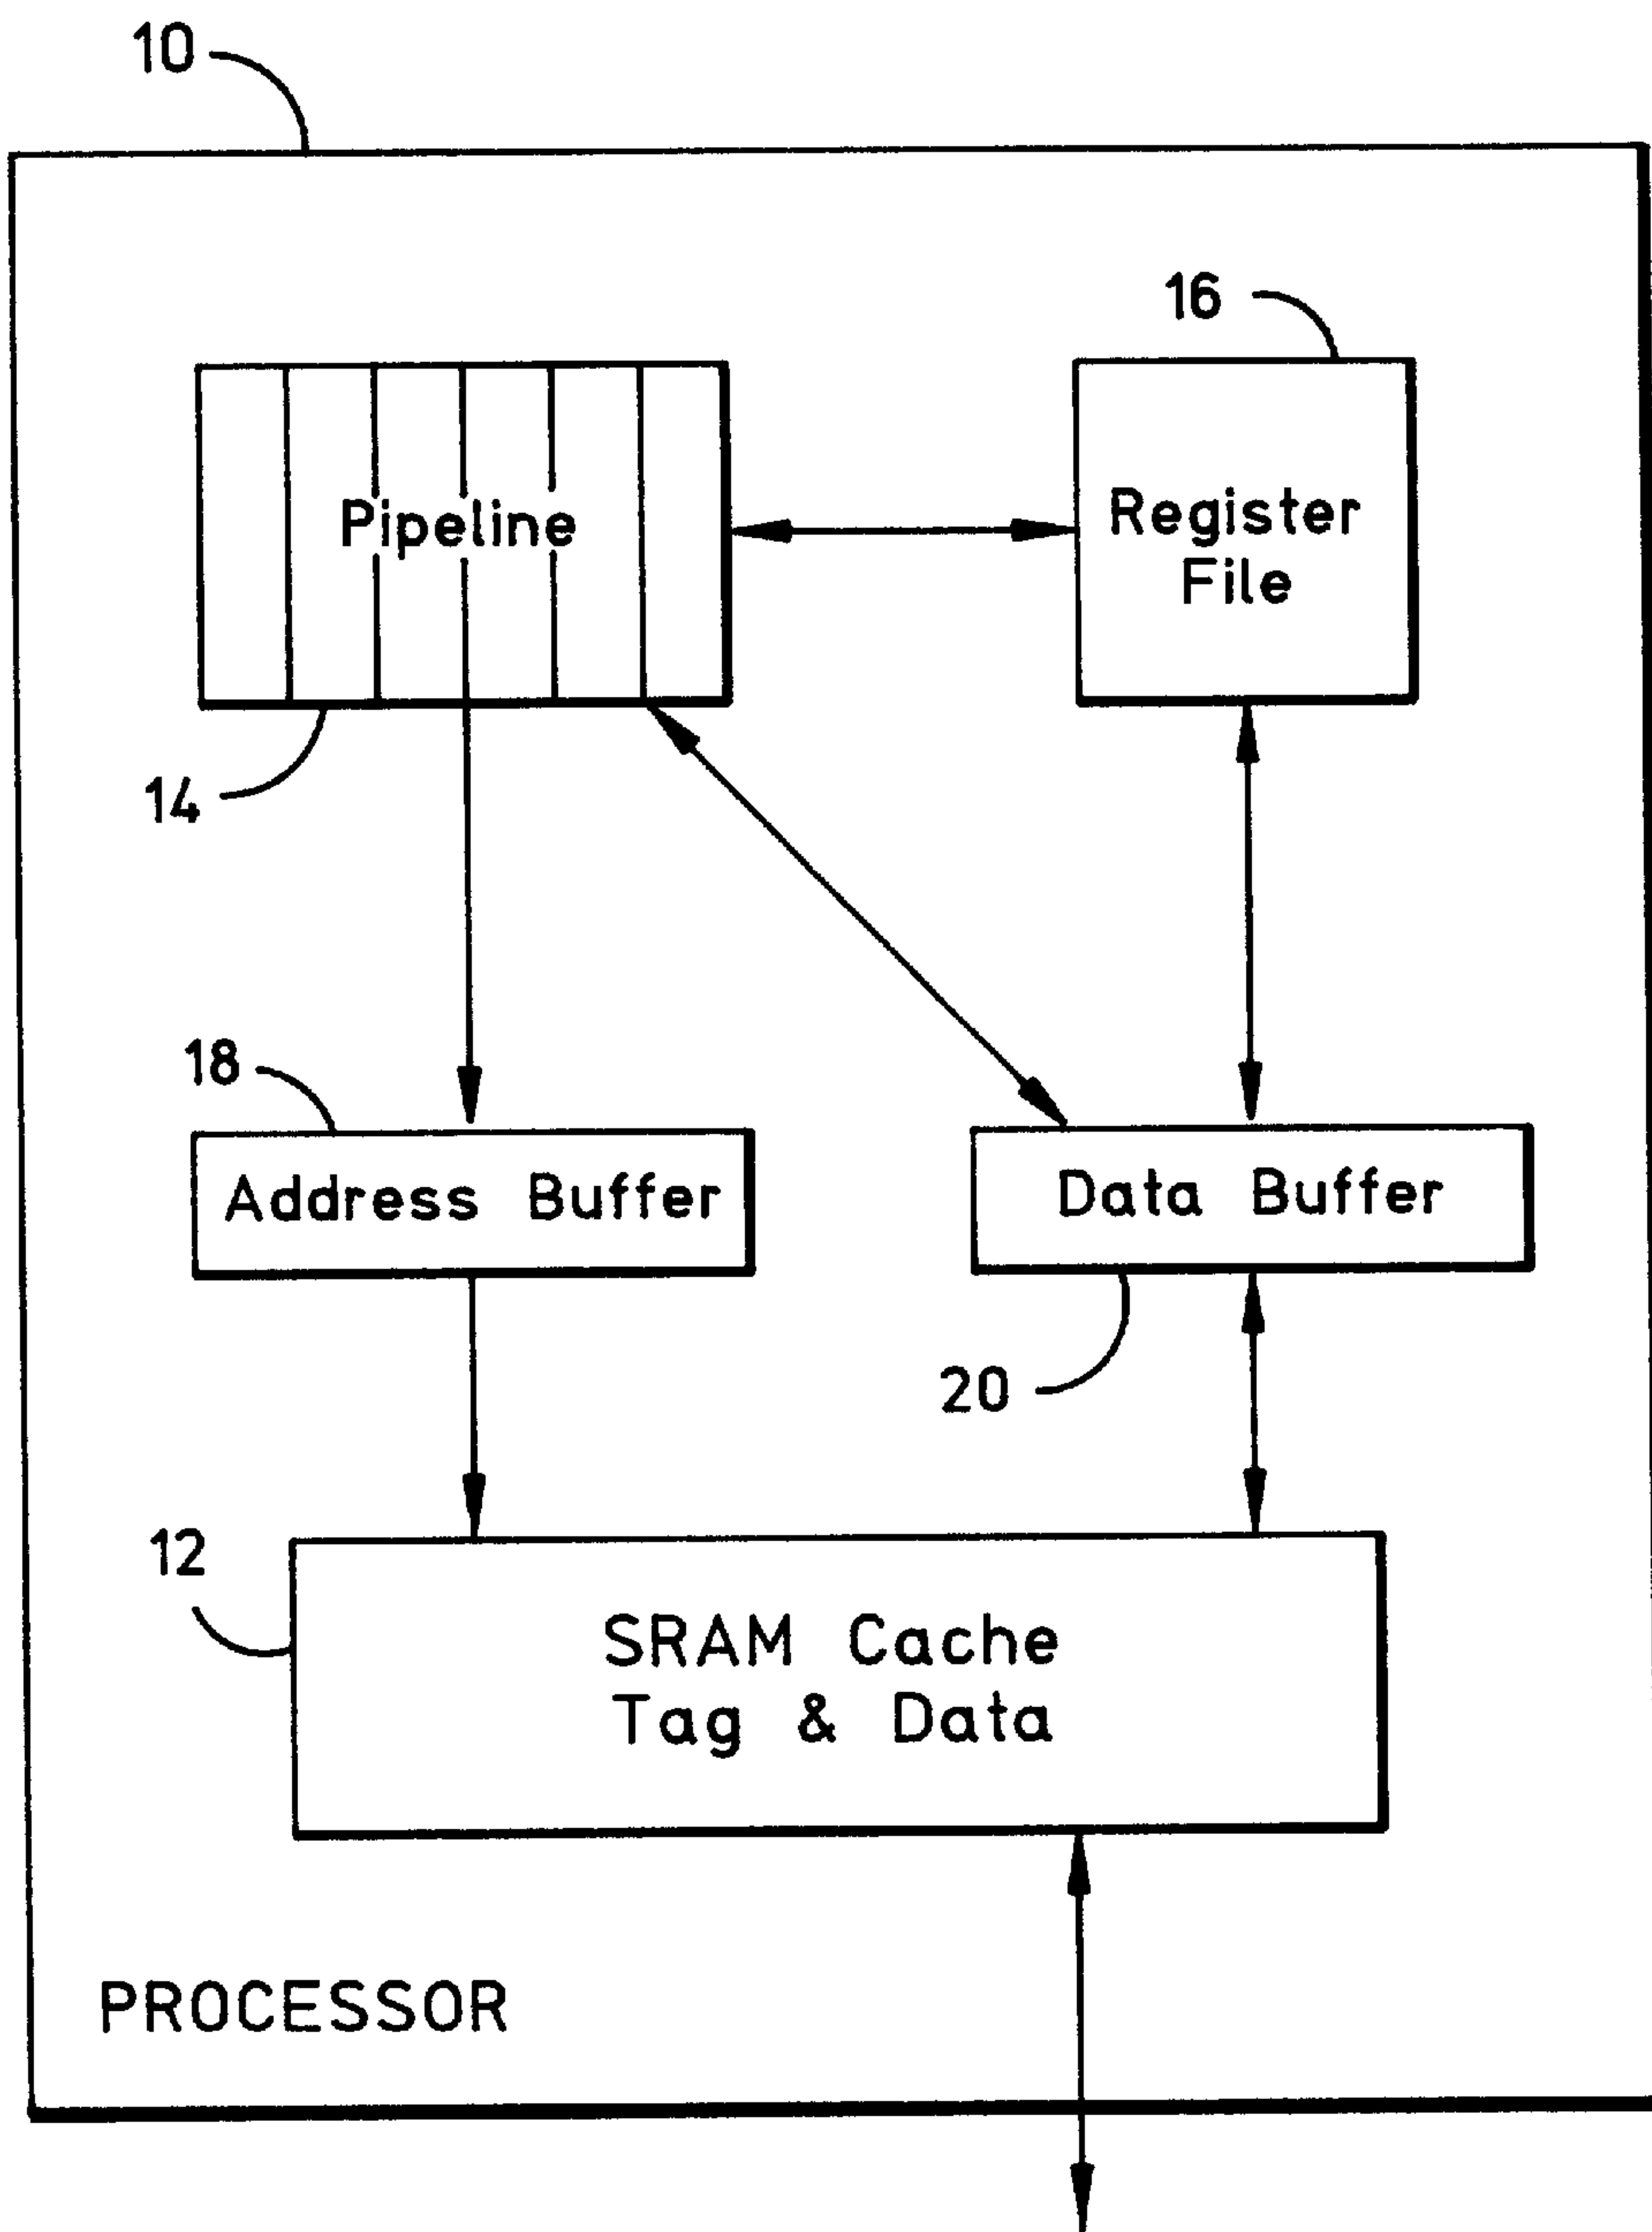 10
16
Pipeline
Register
File
14
18
Address Buffer
Data Buffer
20
12
SRAM Cache
Tag & Data
PROCESSOR